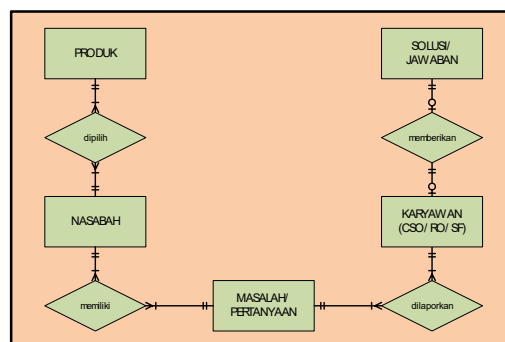 PRODUK
SOLUSI/
JAWABAN
dipilih
memberikan
NASABAH
KARYAWAN
(CSO/ RO/ SF)
memiliki
MASALAH/
PERTANYAAN
dilaporkan